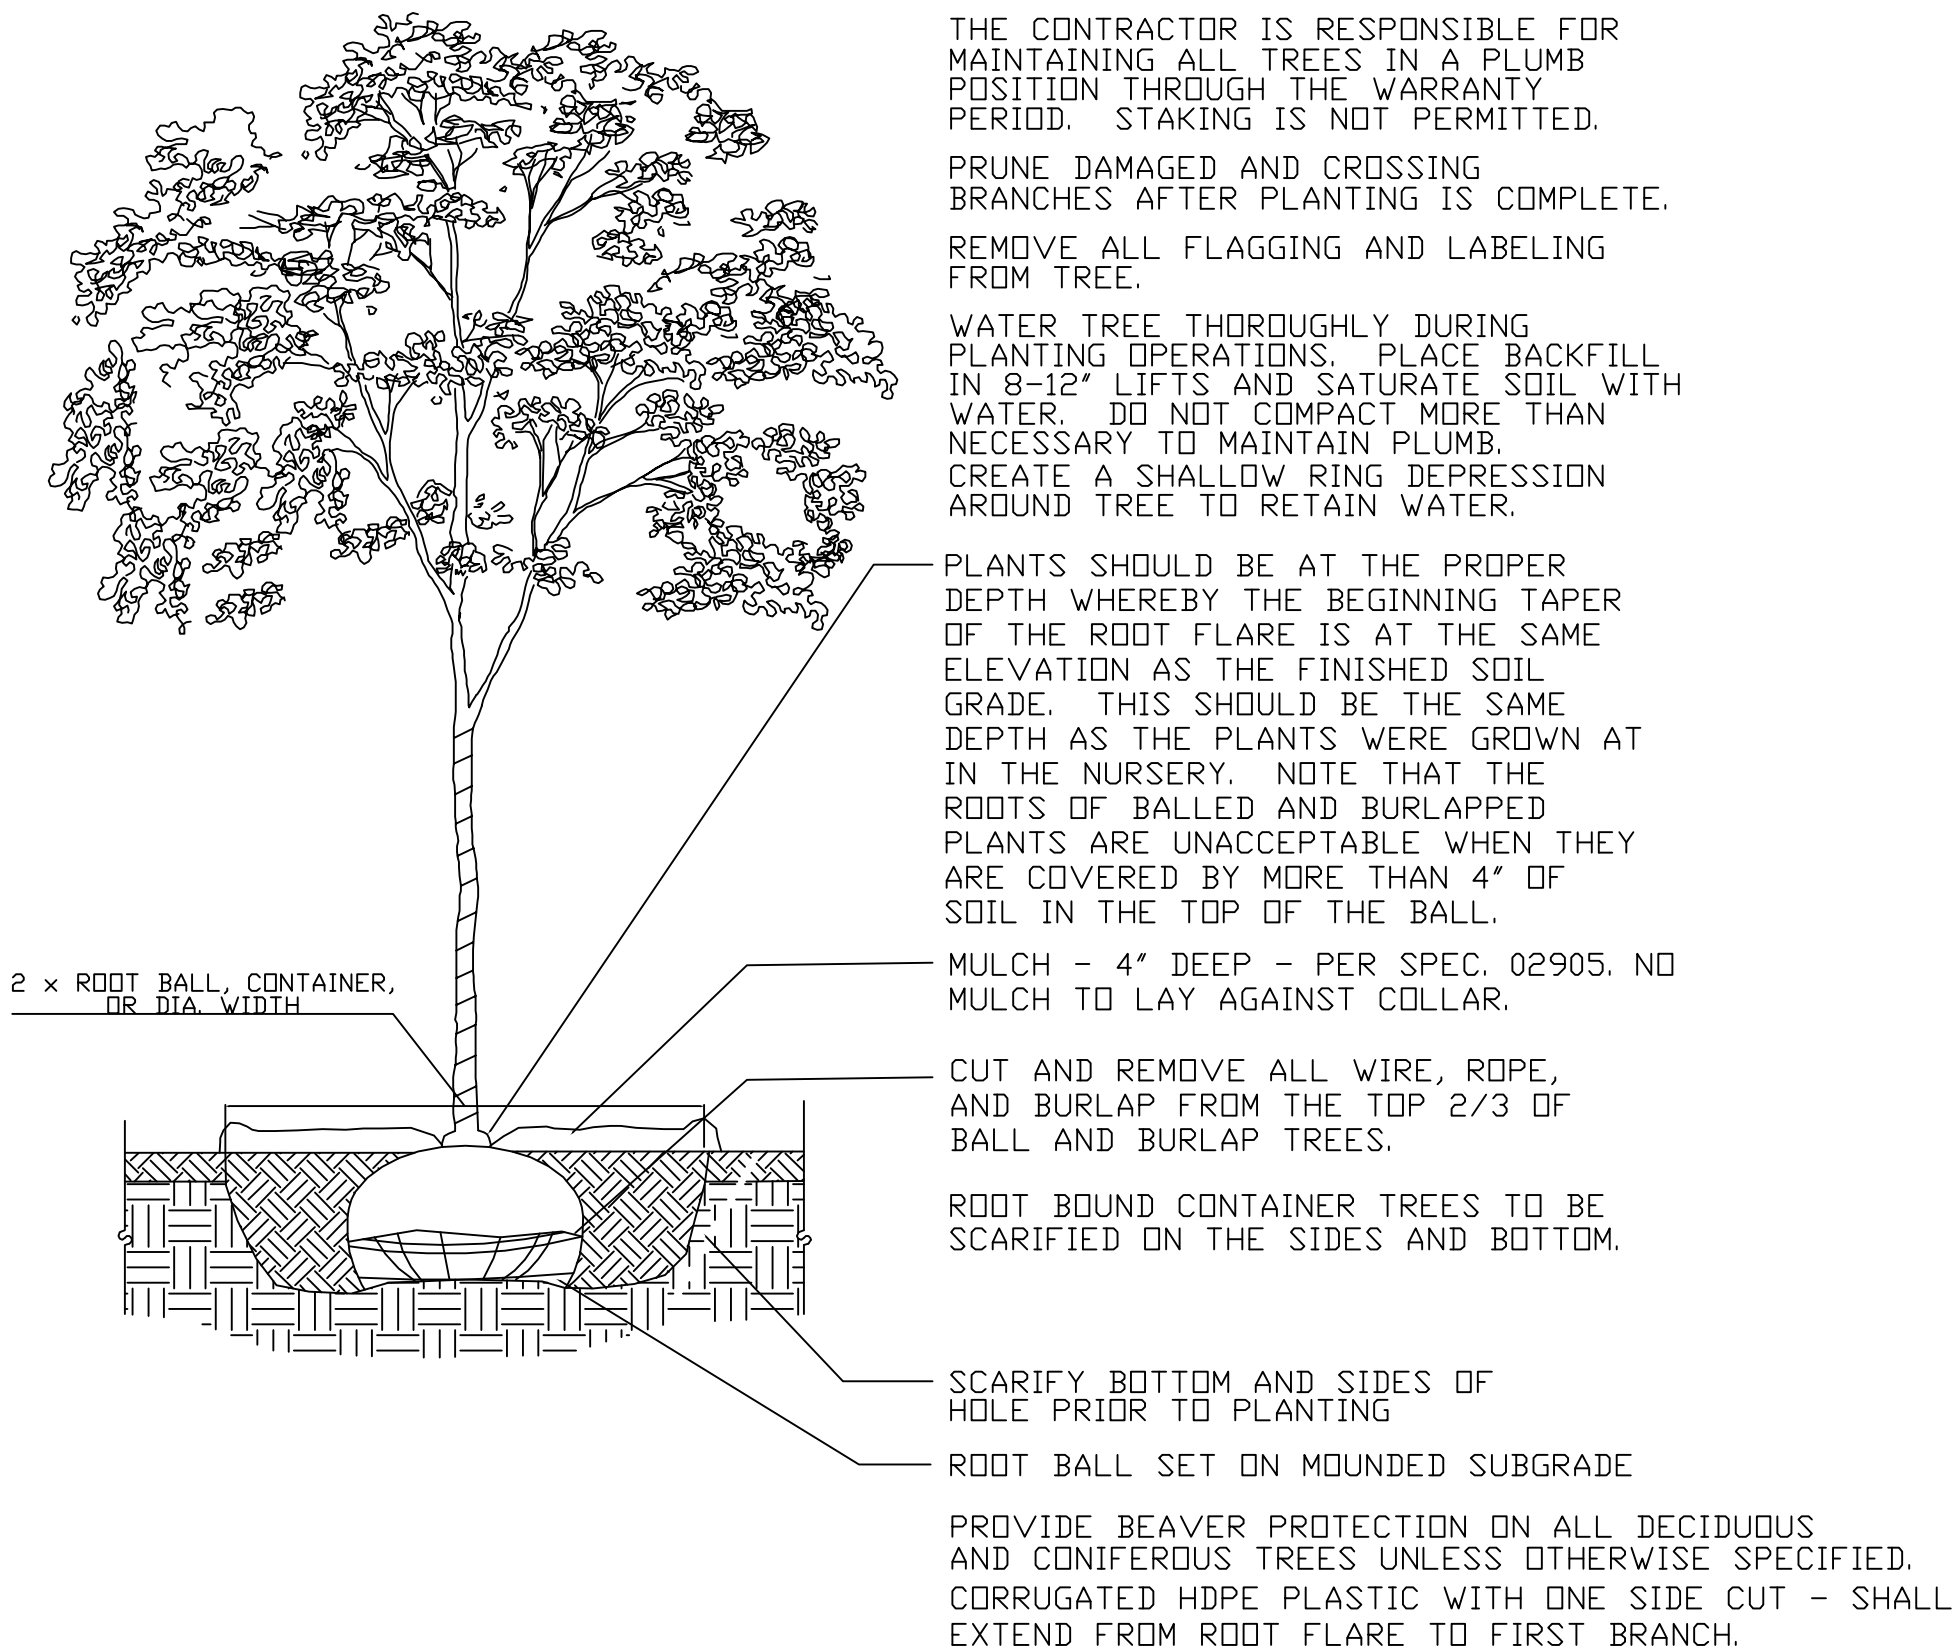 THE CONTRACTOR IS RESPONSIBLE FOR
MAINTAINING ALL TREES IN A PLUMB
POSITION THROUGH THE WARRANTY
PERIOD.  STAKING IS NOT PERMITTED.
PRUNE DAMAGED AND CROSSING
BRANCHES AFTER PLANTING IS COMPLETE.
REMOVE ALL FLAGGING AND LABELING
FROM TREE.
WATER TREE THOROUGHLY DURING
PLANTING OPERATIONS.  PLACE BACKFILL
IN 8-12" LIFTS AND SATURATE SOIL WITH
WATER.  DO NOT COMPACT MORE THAN
NECESSARY TO MAINTAIN PLUMB.
CREATE A SHALLOW RING DEPRESSION
AROUND TREE TO RETAIN WATER.
PLANTS SHOULD BE AT THE PROPER
DEPTH WHEREBY THE BEGINNING TAPER
OF THE ROOT FLARE IS AT THE SAME
ELEVATION AS THE FINISHED SOIL
GRADE.  THIS SHOULD BE THE SAME
DEPTH AS THE PLANTS WERE GROWN AT
IN THE NURSERY.  NOTE THAT THE
ROOTS OF BALLED AND BURLAPPED
PLANTS ARE UNACCEPTABLE WHEN THEY
ARE COVERED BY MORE THAN 4" OF
SOIL IN THE TOP OF THE BALL.
MULCH - 4" DEEP - PER SPEC. 02905. NO
MULCH TO LAY AGAINST COLLAR.
2 x ROOT BALL, CONTAINER,
OR DIA. WIDTH
CUT AND REMOVE ALL WIRE, ROPE,
AND BURLAP FROM THE TOP 2/3 OF
BALL AND BURLAP TREES.
ROOT BOUND CONTAINER TREES TO BE
SCARIFIED ON THE SIDES AND BOTTOM.
SCARIFY BOTTOM AND SIDES OF
HOLE PRIOR TO PLANTING
ROOT BALL SET ON MOUNDED SUBGRADE
PROVIDE BEAVER PROTECTION ON ALL DECIDUOUS
AND CONIFEROUS TREES UNLESS OTHERWISE SPECIFIED.
CORRUGATED HDPE PLASTIC WITH ONE SIDE CUT - SHALL
EXTEND FROM ROOT FLARE TO FIRST BRANCH.